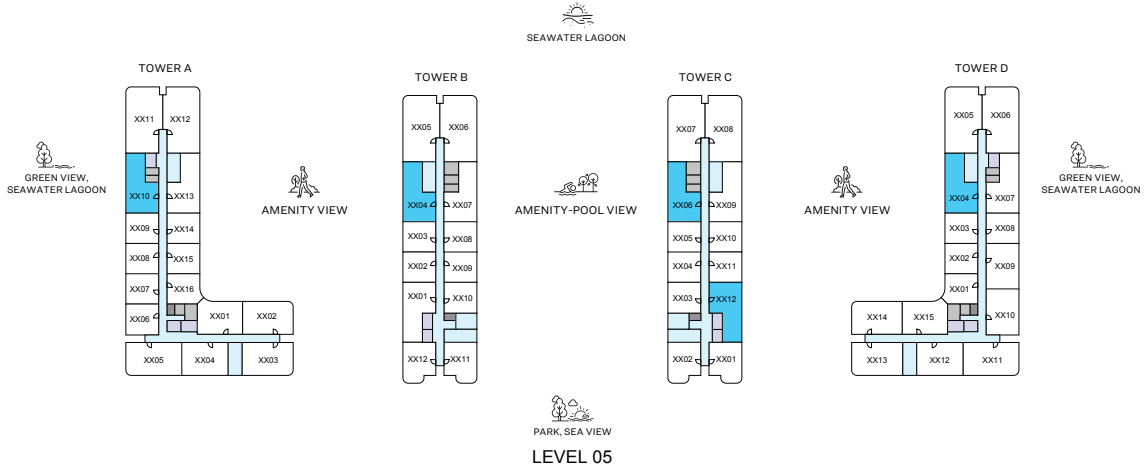 SEAWATER LAGOON
TOWER A
TOWER B
TOWER C
TOWER D
XX11
XX12
XX10
XX13
XX09
XX14
XX08
XX15
XX07
XX16
XX06
XX01
XX02
XX05
XX04
XX03
XX05
XX06
XX04
XX07
XX03
XX08
XX02
XX09
XX01
XX10
XX12
XX11
XX07
XX08
XX06
XX09
XX05
XX10
XX04
XX11
XX03
XX12
XX02
XX01
XX05
XX06
XX04
XX07
XX03
XX08
XX02
XX09
XX01
XX10
XX14
XX15
XX13
XX12
XX11
GREEN VIEW,
SEAWATER LAGOON
AMENITY VIEW
AMENITY-POOL VIEW
AMENITY VIEW
GREEN VIEW,
SEAWATER LAGOON
PARK, SEA VIEW
LEVEL 05